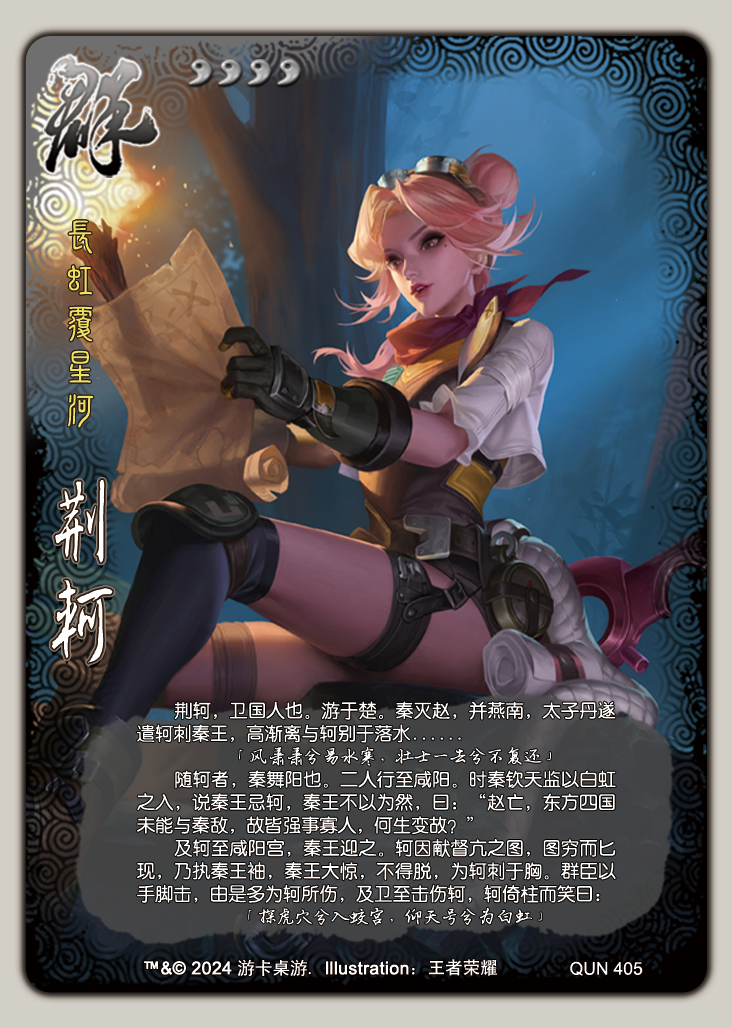 群
長虹覆星河
荆轲
荆轲，卫国人也。游于楚。秦灭赵，并燕南，太子丹遂
遣轲刺秦王，高渐离与轲别于落水......
「风萧萧兮易水寒，壮士一去兮不复还」
随轲者，秦舞阳也。二人行至咸阳。时秦钦天监以白虹
之入，说秦王忌轲，秦王不以为然，曰：“赵亡，东方四国
未能与秦敌，故皆强事寡人，何生变故？”
及轲至咸阳宫，秦王迎之。轲因献督亢之图，图穷而匕
现，乃执秦王袖，秦王大惊，不得脱，为轲刺于胸。群臣以
手脚击，由是多为轲所伤，及卫至击伤轲，轲倚柱而笑曰：
「探虎穴兮入蛟宫，仰天号兮为白虹」
™&© 2024 游卡桌游. Illustration：王者荣耀 QUN 405